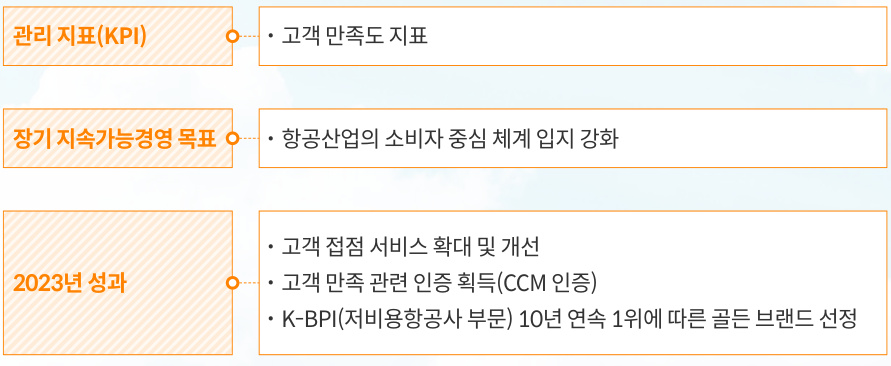 관리 지표(KPI)
• 고객 만족도 지표
장기 지속가능경영 목표
• 항공산업의 소비자 중심 체계 입지 강화
2023년 성과
• 고객 접점 서비스 확대 및 개선
• 고객 만족 관련 인증 획득(CCM 인증)
• K-BPI(저비용항공사 부문) 10년 연속 1위에 따른 골든 브랜드 선정